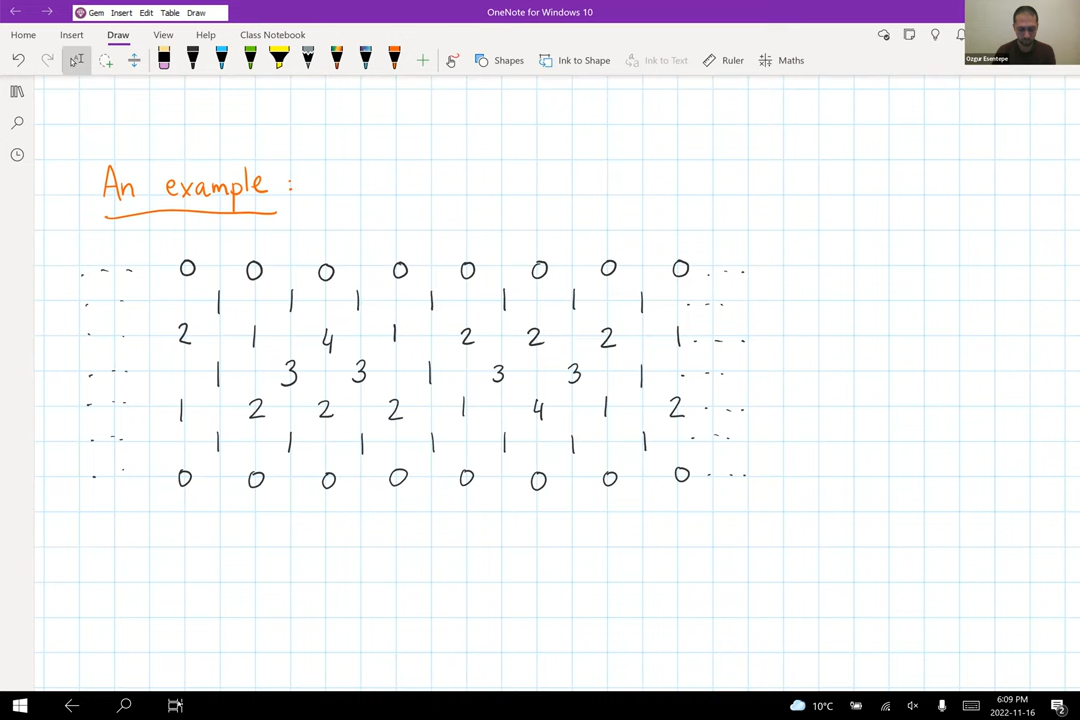 Gem Insert Edit Table Draw
OneNote for Windows 10
Ozgur Esentepe
Home Insert Draw View Help Class Notebook
Shapes Ink to Shape Ink to Text Ruler Maths
An example :
. - - 0 0 0 0 0 0 0 0 . - - -
1 1 1 1 1 1 1
2 1 4 1 2 2 2 1
1 3 3 1 3 3 1
1 2 2 2 1 4 1 2
1 1 1 1 1 1 1
0 0 0 0 0 0 0 0
10°C
6:09 PM
2022-11-16
2